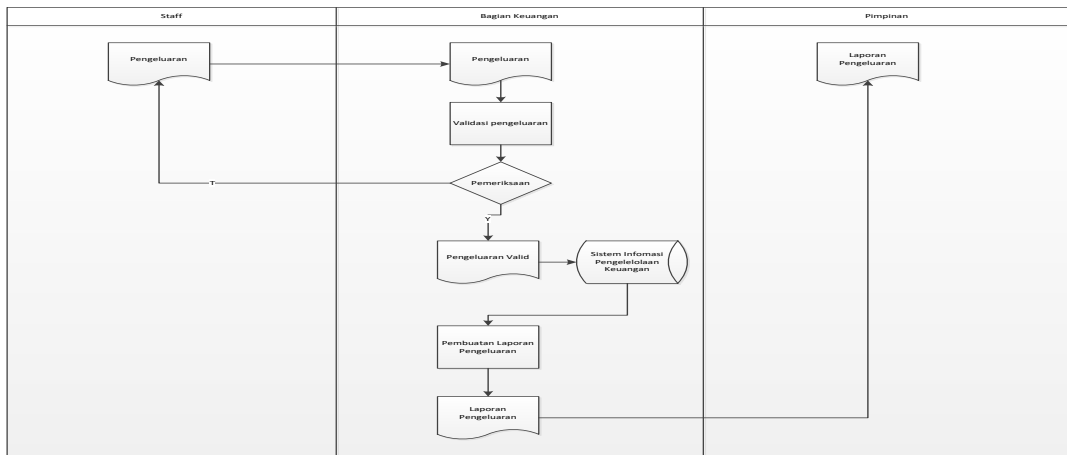 Staff
Bagian Keuangan
Pimpinan
Pengeluaran
Pengeluaran
Laporan
Pengeluaran
Validasi pengeluaran
Pemeriksaan
T
Y
Pengeluaran Valid
Sistem Infomasi
Pengelelolaan
Keuangan
Pembuatan Laporan
Pengeluaran
Laporan
Pengeluaran